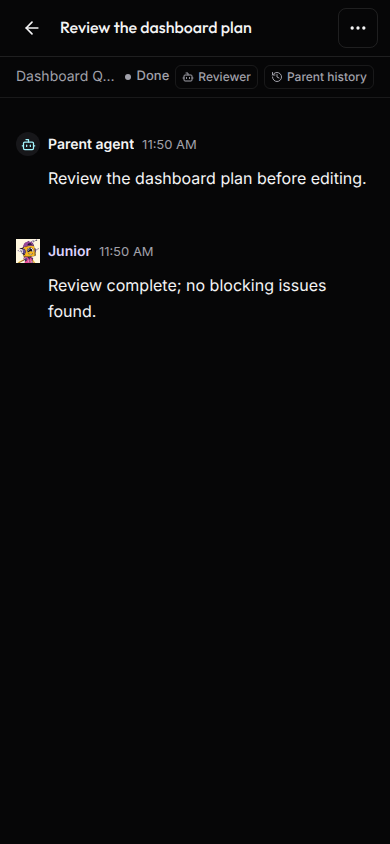 Review the dashboard plan
Dashboard Q... Done Reviewer Parent history
Parent agent 11:50 AM
Review the dashboard plan before editing.
Junior 11:50 AM
Review complete; no blocking issues
found.